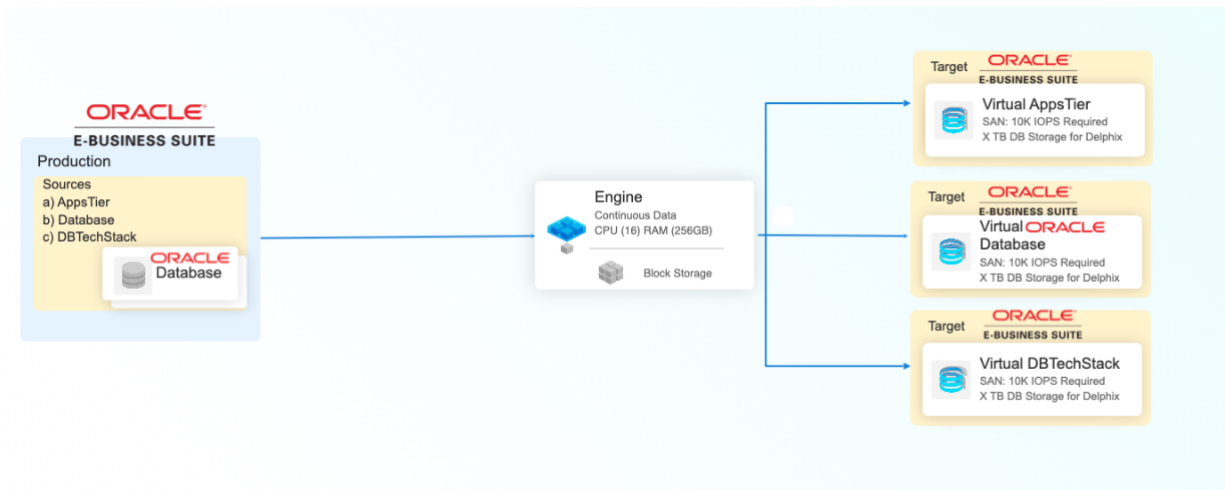 ORACLE
E-BUSINESS SUITE
Production
Sources
a) AppsTier
b) Database
c) DBTechStack
ORACLE
Database
Engine
Continuous Data
CPU (16) RAM (256GB)
Block Storage
Target
ORACLE
E-BUSINESS SUITE
Virtual AppsTier
SAN: 10K IOPS Required
X TB DB Storage for Delphix
Target
ORACLE
E-BUSINESS SUITE
Virtual ORACLE
Database
SAN: 10K IOPS Required
X TB DB Storage for Delphix
Target
ORACLE
E-BUSINESS SUITE
Virtual DBTechStack
SAN: 10K IOPS Required
X TB DB Storage for Delphix